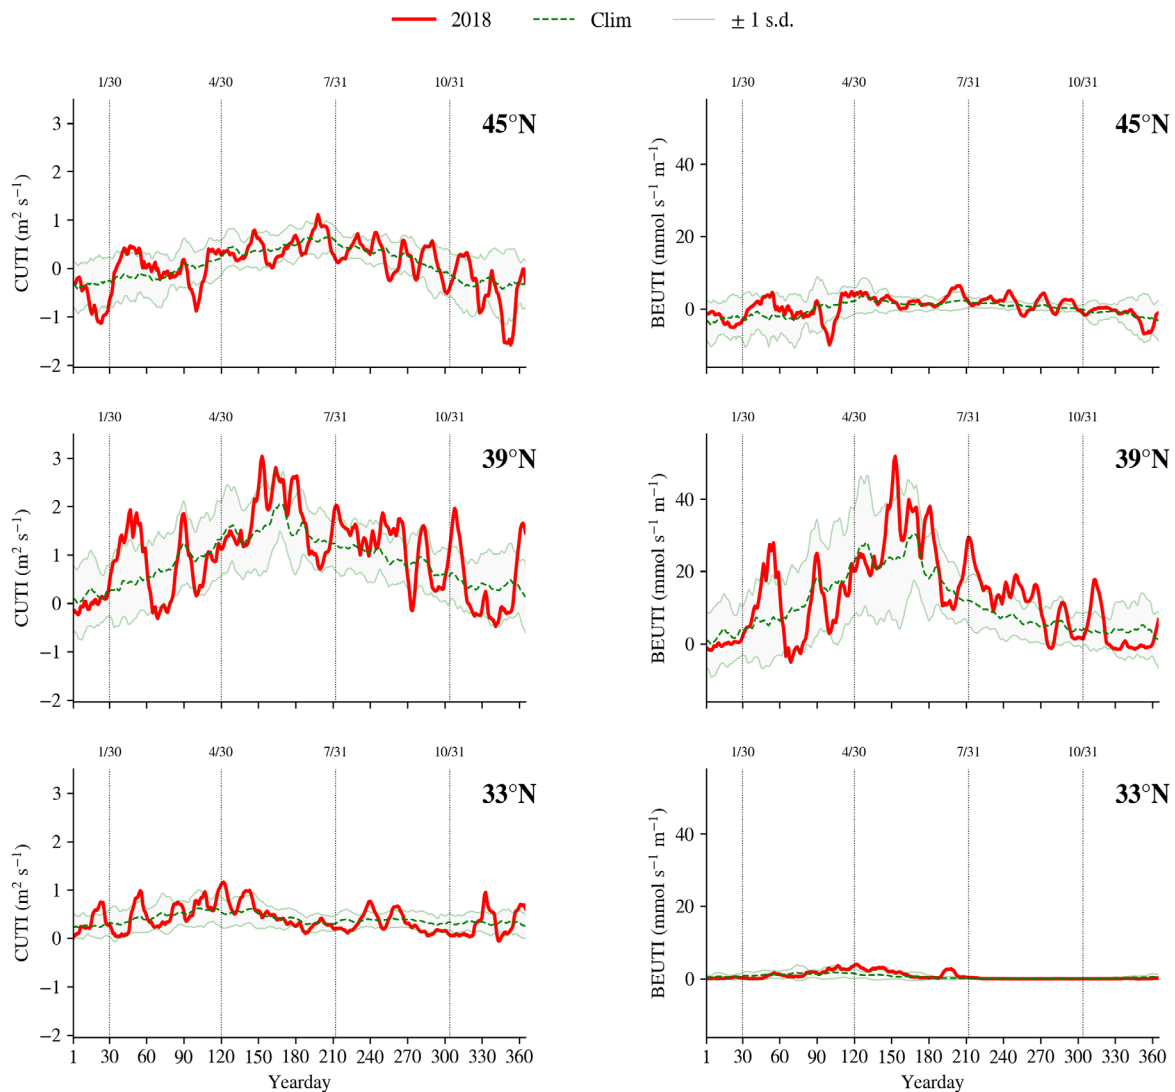 2018 Clim ± 1 s.d.
1/30 4/30 7/31 10/31
45°N
CUTI (m² s⁻¹)
3
2
1
0
−1
−2
1/30 4/30 7/31 10/31
45°N
BEUTI (mmol s⁻¹ m⁻¹)
40
20
0
1/30 4/30 7/31 10/31
39°N
CUTI (m² s⁻¹)
3
2
1
0
−1
−2
1/30 4/30 7/31 10/31
39°N
BEUTI (mmol s⁻¹ m⁻¹)
40
20
0
1/30 4/30 7/31 10/31
33°N
CUTI (m² s⁻¹)
3
2
1
0
−1
−2
1 30 60 90 120 150 180 210 240 270 300 330 360
Yearday
1/30 4/30 7/31 10/31
33°N
BEUTI (mmol s⁻¹ m⁻¹)
40
20
0
1 30 60 90 120 150 180 210 240 270 300 330 360
Yearday